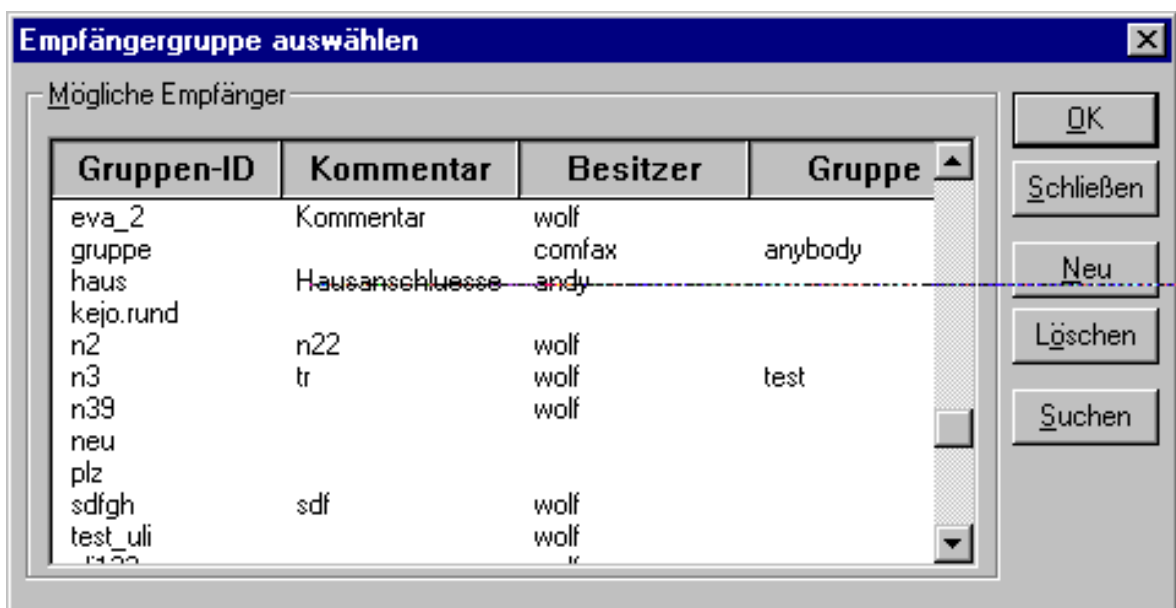 Empfängergruppe auswählen
Mögliche Empfänger
Gruppen-ID Kommentar Besitzer Gruppe
eva_2 Kommentar wolf
gruppe comfax anybody
haus Hausanschluesse andy
kejo.rund
n2 n22 wolf
n3 tr wolf test
n39 wolf
neu
plz
sdfgh sdf wolf
test_uli wolf
OK
Schließen
Neu
Löschen
Suchen